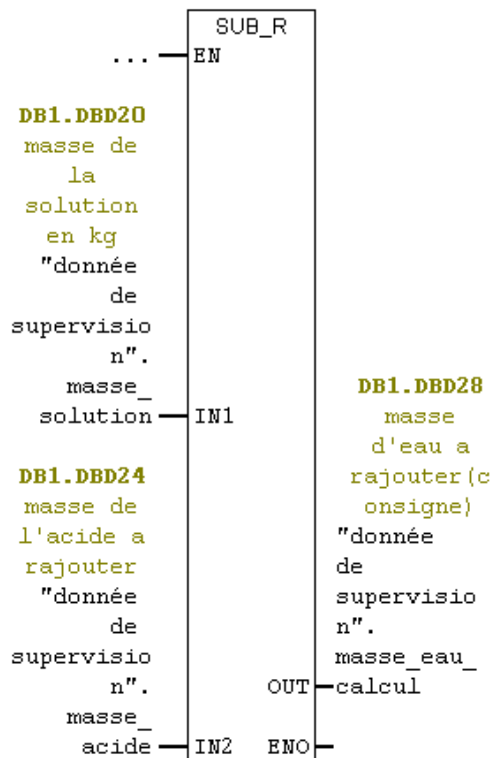 SUB_R
... EN
DB1.DBD20
masse de
la
solution
en kg
"donnée
de
supervisio
n".
masse_
solution IN1
DB1.DBD24
masse de
l'acide a
rajouter
"donnée
de
supervisio
n".
masse_
acide IN2
DB1.DBD28
masse
d'eau a
rajouter(c
onsigne)
"donnée
de
supervisio
n".
masse_eau_
OUT calcul
ENO